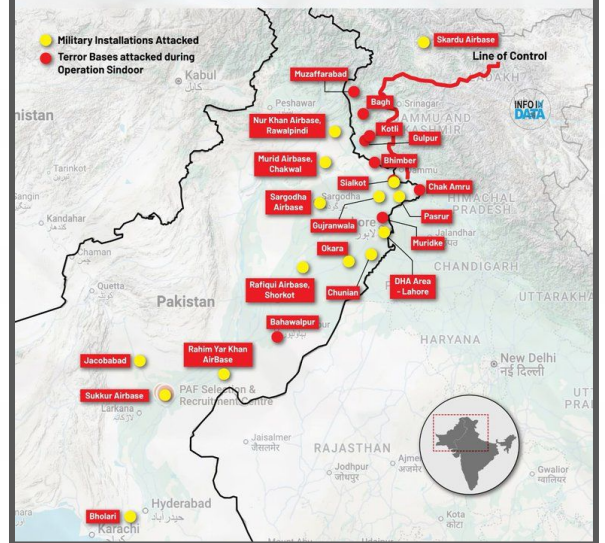 Military Installations Attacked
Terror Bases attacked during
Operation Sindoor
Skardu Airbase
Line of Control
Kabul
کابل
Muzaffarabad
Peshawar
Bagh
Srinagar
INFO IN
DATA
Nur Khan Airbase,
Rawalpindi
Kotli
Gulpur
Murid Airbase,
Chakwal
Bhimber
Sialkot
Chak Amru
Tarinkot
Sargodha
Airbase
Sargodha
HIMACHAL
PRADESH
Gujranwala
Pasrur
Kandahar
Jalandhar
Muridke
Okara
Chaman
CHANDIGARH
Rafiqui Airbase,
Shorkot
Chunian
DHA Area
- Lahore
Quetta
Pakistan
UTTARAKHA
Bahawalpur
HARYANA
Rahim Yar Khan
AirBase
Jacobabad
New Delhi
नई दिल्ली
Sukkur Airbase
PAF Selection &
Recruitment Centre
Larkana
UTT
PRA
Jaisalmer
जैसलमेर
RAJASTHAN
Ajme
अजमेर
Jodhpur
जोधपुर
Gwalior
ग्वालियर
Hyderabad
Bholari
Karachi
Kota
कोटा